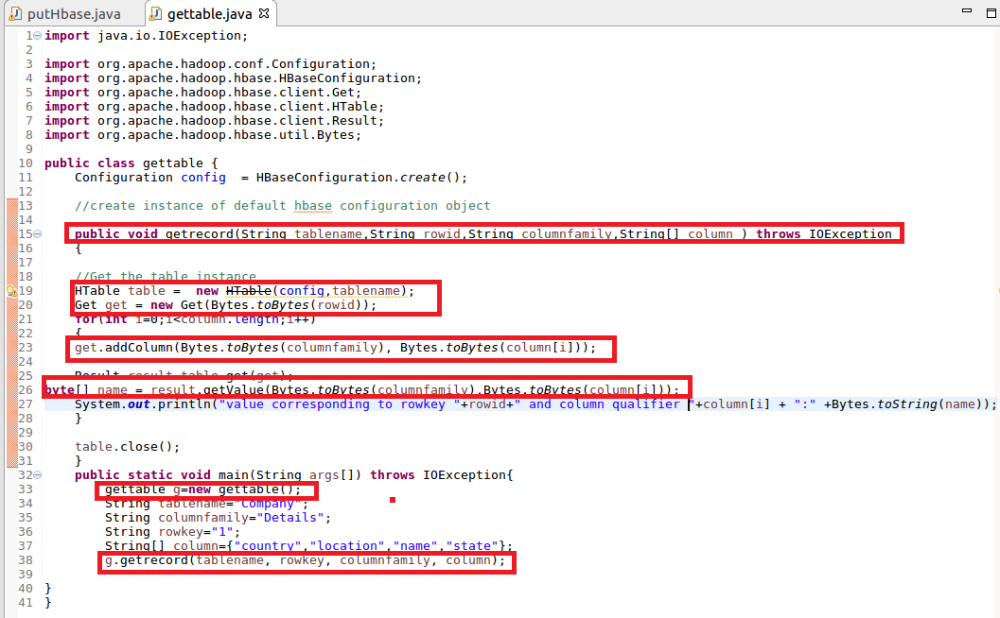 putHbase.java
gettable.java
1 import java.io.IOException;
2
3 import org.apache.hadoop.conf.Configuration;
4 import org.apache.hadoop.hbase.HBaseConfiguration;
5 import org.apache.hadoop.hbase.client.Get;
6 import org.apache.hadoop.hbase.client.HTable;
7 import org.apache.hadoop.hbase.client.Result;
8 import org.apache.hadoop.hbase.util.Bytes;
9
10 public class gettable {
11 Configuration config  = HBaseConfiguration.create();
12
13 //create instance of default hbase configuration object
14
15 public void getrecord(String tablename,String rowid,String columnfamily,String[] column ) throws IOException
16 {
17
18 //Get the table instance
19 HTable table =  new HTable(config,tablename);
20 Get get = new Get(Bytes.toBytes(rowid));
21 for(int i=0;i<column.length;i++)
22 {
23 get.addColumn(Bytes.toBytes(columnfamily), Bytes.toBytes(column[i]));
24
25 Result result=table.get(get);
26 byte[] name = result.getValue(Bytes.toBytes(columnfamily),Bytes.toBytes(column[i]));
27 System.out.println("value corresponding to rowkey "+rowid+" and column qualifier "+column[i] + ":" +Bytes.toString(name));
28 }
29
30 table.close();
31 }
32 public static void main(String args[]) throws IOException{
33 gettable g=new gettable();
34 String tablename="Company";
35 String columnfamily="Details";
36 String rowkey="1";
37 String[] column={"country","location","name","state"};
38 g.getrecord(tablename, rowkey, columnfamily, column);
39
40 }
41 }